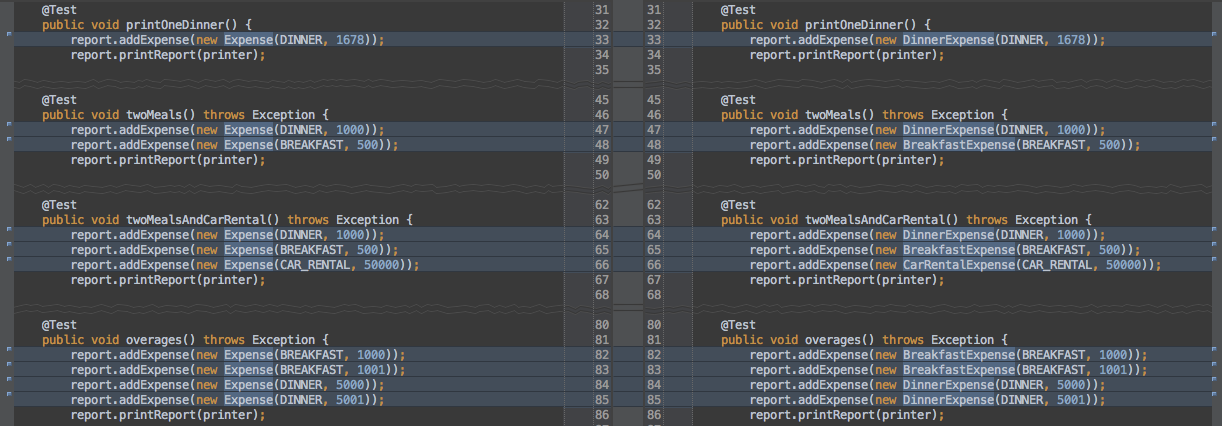 @Test 31 31 @Test
public void printOneDinner() { 32 32 public void printOneDinner() {
report.addExpense(new Expense(DINNER, 1678)); 33 33 report.addExpense(new DinnerExpense(DINNER, 1678));
report.printReport(printer); 34 34 report.printReport(printer);
35 35
@Test 45 45 @Test
public void twoMeals() throws Exception { 46 46 public void twoMeals() throws Exception {
report.addExpense(new Expense(DINNER, 1000)); 47 47 report.addExpense(new DinnerExpense(DINNER, 1000));
report.addExpense(new Expense(BREAKFAST, 500)); 48 48 report.addExpense(new BreakfastExpense(BREAKFAST, 500));
report.printReport(printer); 49 49 report.printReport(printer);
50 50
@Test 62 62 @Test
public void twoMealsAndCarRental() throws Exception { 63 63 public void twoMealsAndCarRental() throws Exception {
report.addExpense(new Expense(DINNER, 1000)); 64 64 report.addExpense(new DinnerExpense(DINNER, 1000));
report.addExpense(new Expense(BREAKFAST, 500)); 65 65 report.addExpense(new BreakfastExpense(BREAKFAST, 500));
report.addExpense(new Expense(CAR_RENTAL, 50000)); 66 66 report.addExpense(new CarRentalExpense(CAR_RENTAL, 50000));
report.printReport(printer); 67 67 report.printReport(printer);
68 68
@Test 80 80 @Test
public void overages() throws Exception { 81 81 public void overages() throws Exception {
report.addExpense(new Expense(BREAKFAST, 1000)); 82 82 report.addExpense(new BreakfastExpense(BREAKFAST, 1000));
report.addExpense(new Expense(BREAKFAST, 1001)); 83 83 report.addExpense(new BreakfastExpense(BREAKFAST, 1001));
report.addExpense(new Expense(DINNER, 5000)); 84 84 report.addExpense(new DinnerExpense(DINNER, 5000));
report.addExpense(new Expense(DINNER, 5001)); 85 85 report.addExpense(new DinnerExpense(DINNER, 5001));
report.printReport(printer); 86 86 report.printReport(printer);